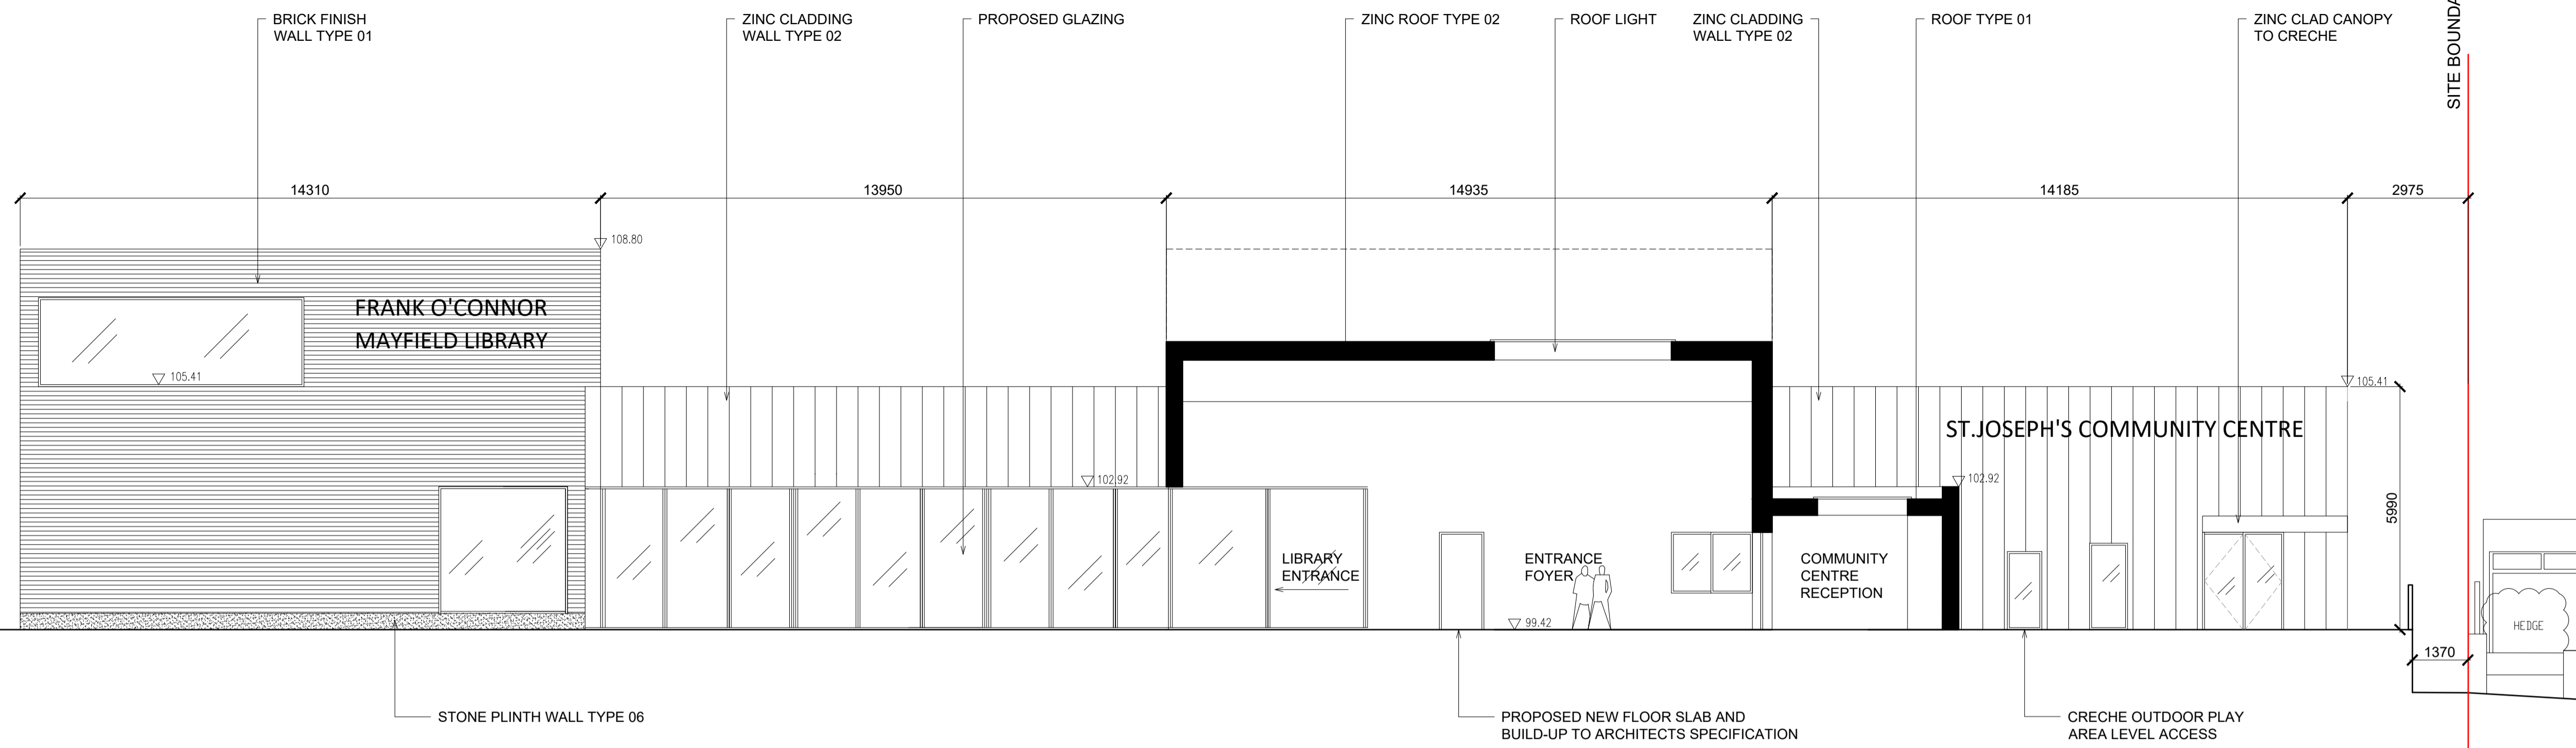 BRICK FINISH
WALL TYPE 01
ZINC CLADDING
WALL TYPE 02
PROPOSED GLAZING
ZINC ROOF TYPE 02
ROOF LIGHT
ZINC CLADDING
WALL TYPE 02
ROOF TYPE 01
ZINC CLAD CANOPY
TO CRECHE
SITE
14310
13950
14935
14185
2975
108.80
FRANK O'CONNOR
MAYFIELD LIBRARY
105.41
105.41
ST.JOSEPH'S COMMUNITY CENTRE
102.92
102.92
5990
LIBRARY
ENTRANCE
ENTRANCE
FOYER
COMMUNITY
CENTRE
RECEPTION
99.42
HEDGE
1370
STONE PLINTH WALL TYPE 06
PROPOSED NEW FLOOR SLAB AND
BUILD-UP TO ARCHITECTS SPECIFICATION
CRECHE OUTDOOR PLAY
AREA LEVEL ACCESS